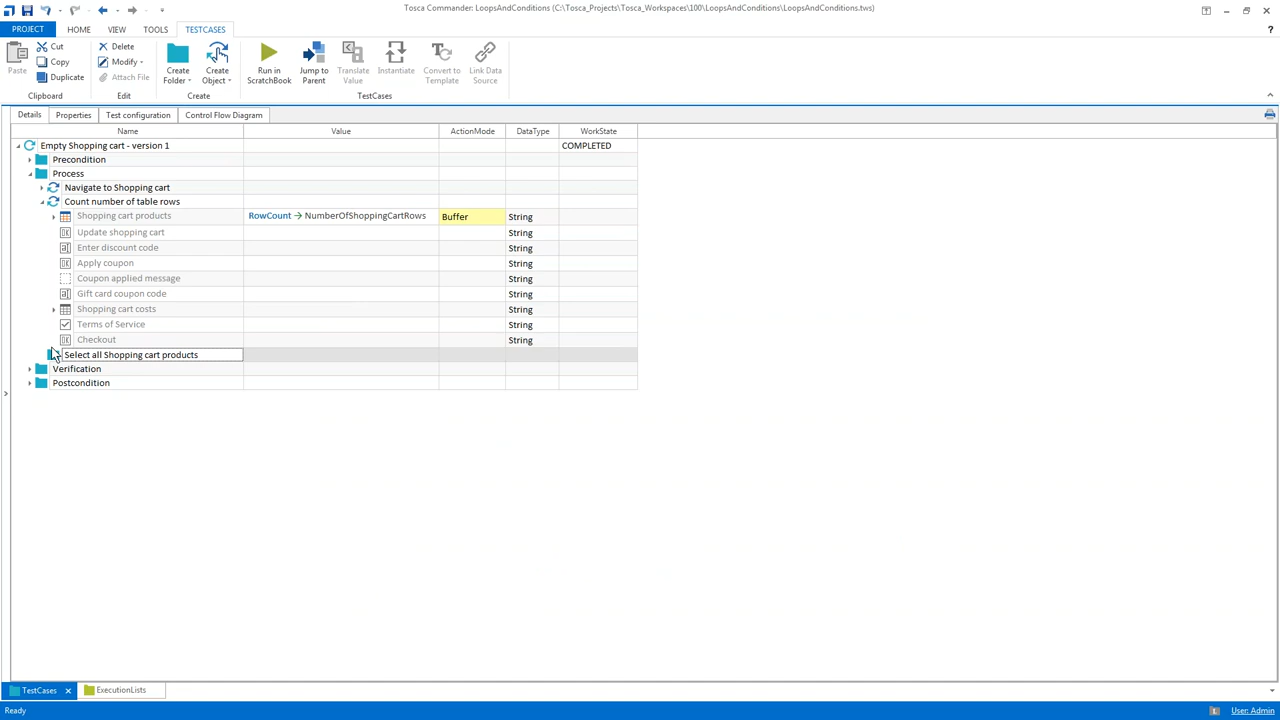 Tosca Commander: LoopsAndConditions (C:\Tosca_Projects\Tosca_Workspaces\100\LoopsAndConditions\LoopsAndConditions.tws)
PROJECT HOME VIEW TOOLS TESTCASES
?
Paste
Cut
Copy
Duplicate
Clipboard
Delete
Modify
Attach File
Edit
Create Folder
Create Object
Create
Run in ScratchBook
Jump to Parent
Translate Value
Instantiate
Convert to Template
Link Data Source
TestCases
Details Properties Test configuration Control Flow Diagram
Name Value ActionMode DataType WorkState
Empty Shopping cart - version 1 COMPLETED
Precondition
Process
Navigate to Shopping cart
Count number of table rows
Shopping cart products RowCount → NumberOfShoppingCartRows Buffer String
OK Update shopping cart String
a Enter discount code String
OK Apply coupon String
Coupon applied message String
a Gift card coupon code String
Shopping cart costs String
Terms of Service String
OK Checkout String
Select all Shopping cart products
Verification
Postcondition
TestCases × ExecutionLists
Ready User: Admin